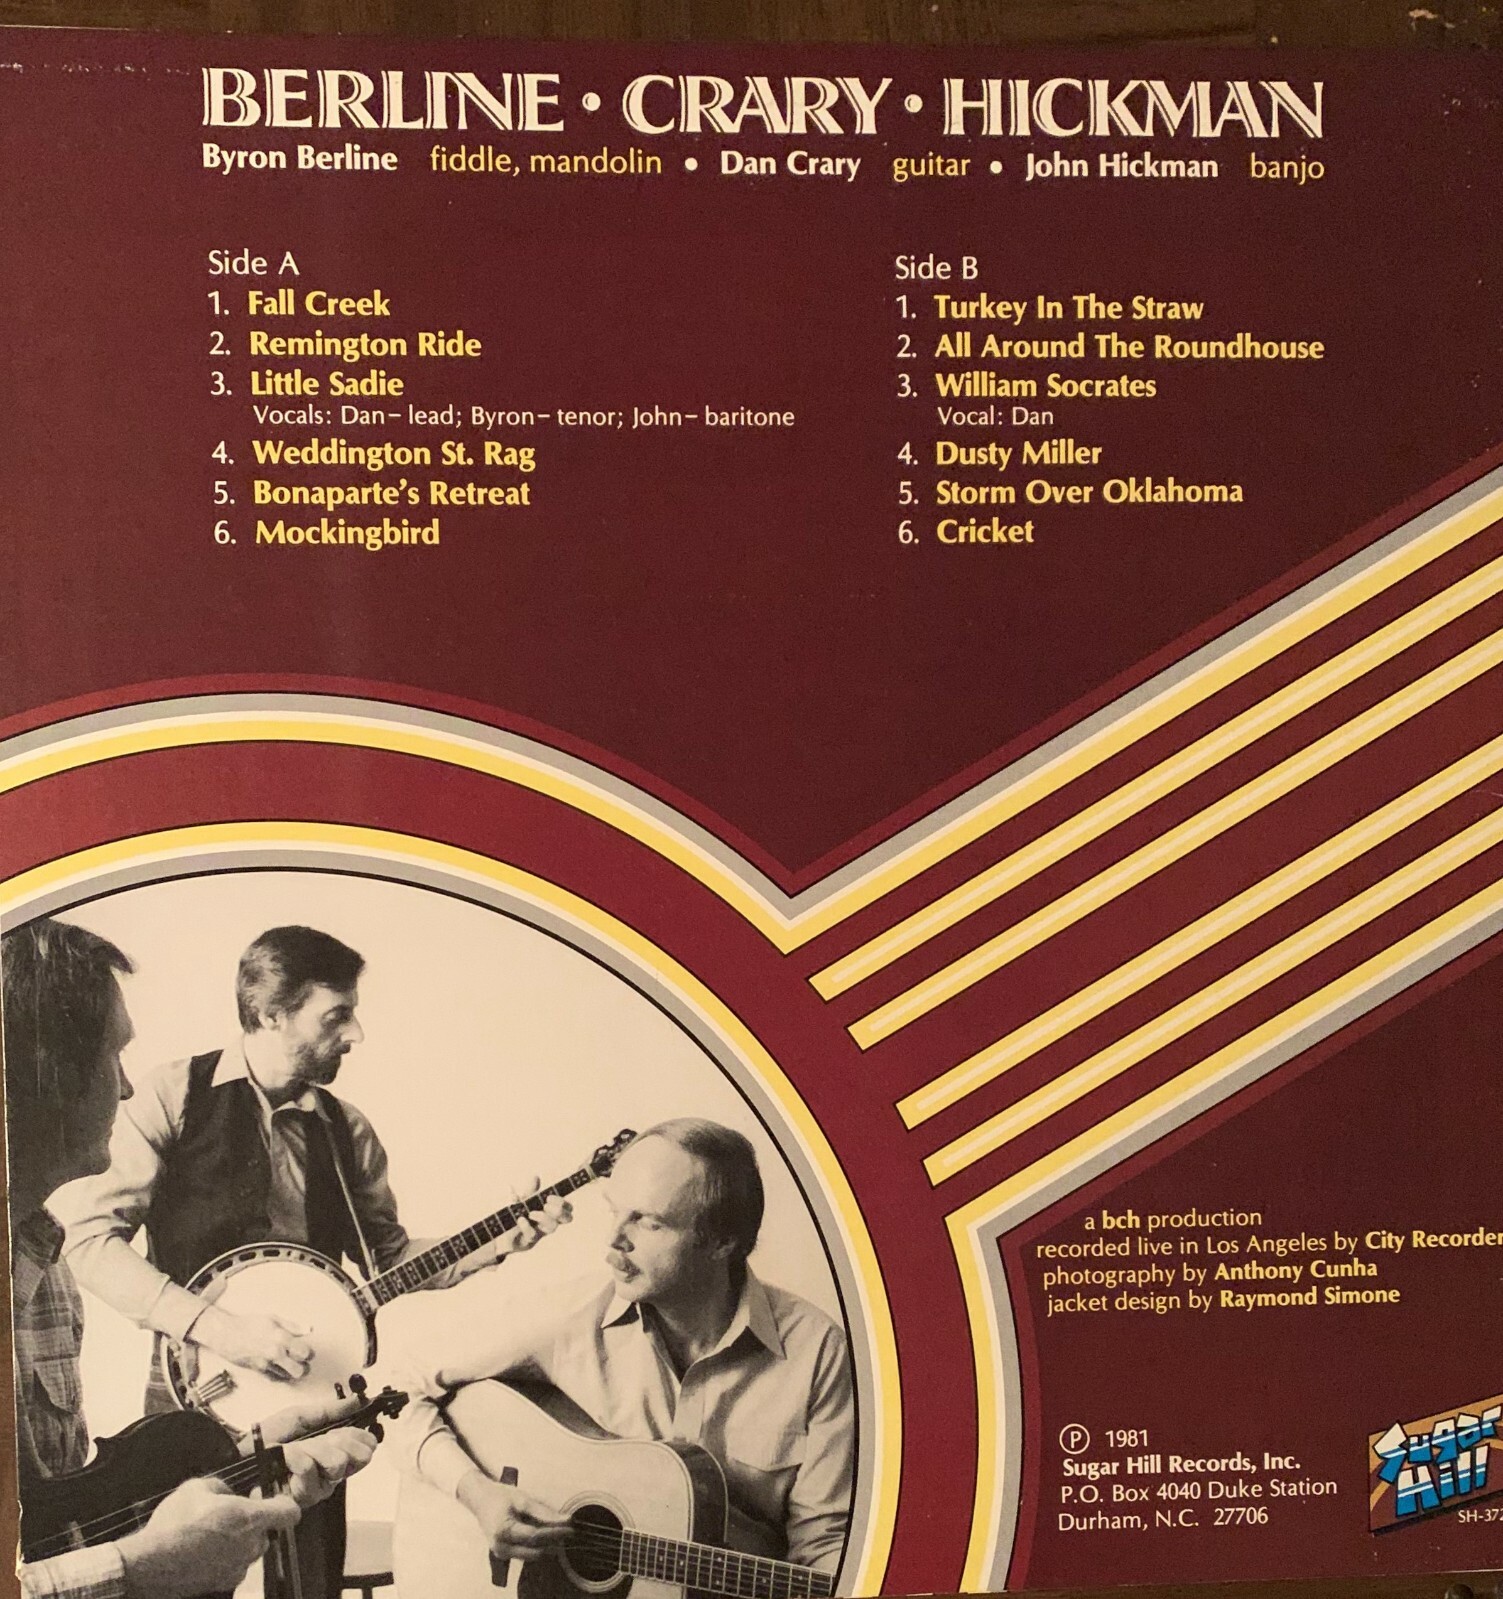 BERLINE • CRARY • HICKMAN
Byron Berline fiddle, mandolin • Dan Crary guitar • John Hickman banjo
Side A
1. Fall Creek
2. Remington Ride
3. Little Sadie
Vocals: Dan– lead; Byron– tenor; John– baritone
4. Weddington St. Rag
5. Bonaparte's Retreat
6. Mockingbird
Side B
1. Turkey In The Straw
2. All Around The Roundhouse
3. William Socrates
Vocal: Dan
4. Dusty Miller
5. Storm Over Oklahoma
6. Cricket
a bch production
recorded live in Los Angeles by City Recorder
photography by Anthony Cunha
jacket design by Raymond Simone
℗ 1981
Sugar Hill Records, Inc.
P.O. Box 4040 Duke Station
Durham, N.C. 27706
Sugar
Hill
SH-372